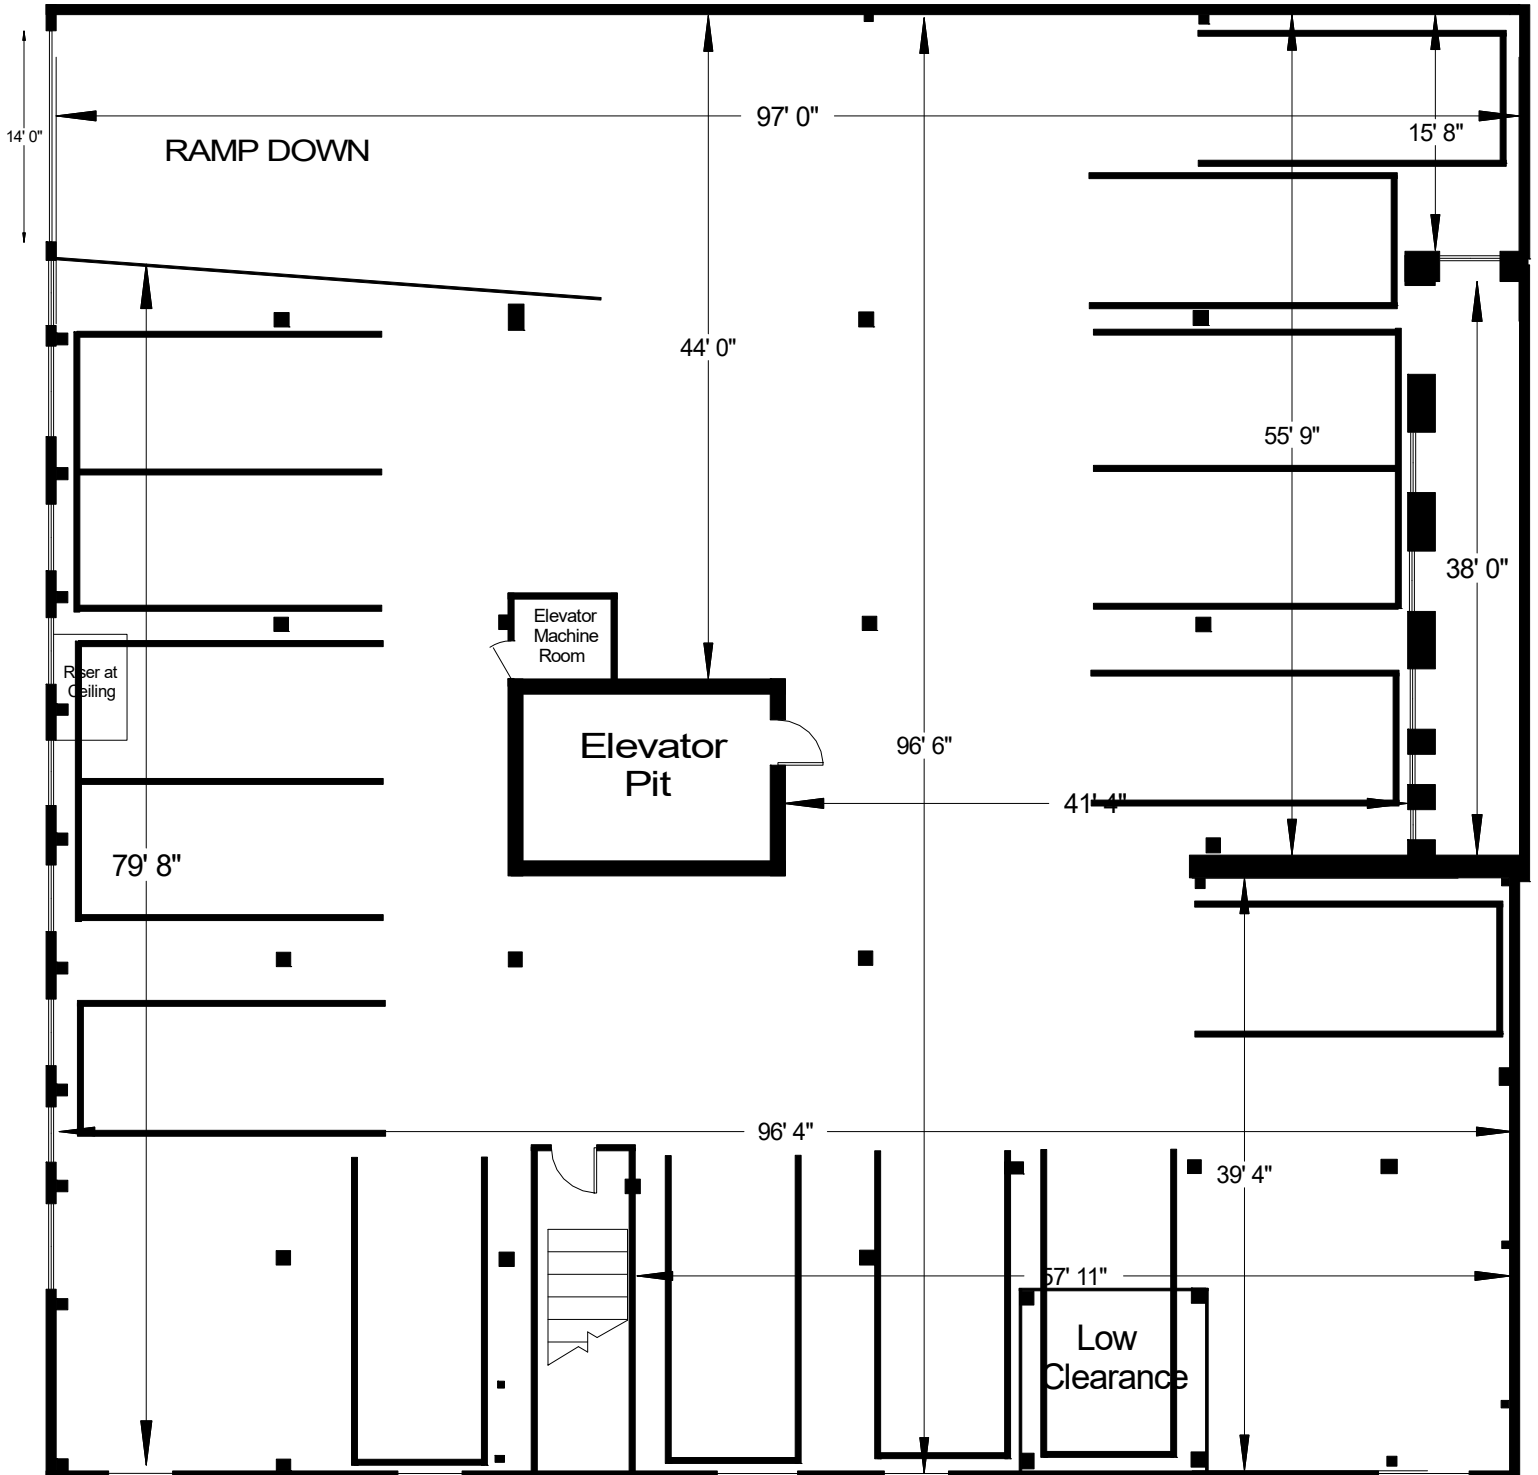 97' 0"
15' 8"
14' 0"
RAMP DOWN
44' 0"
55' 9"
38' 0"
Elevator
Machine
Room
Riser at
Ceiling
Elevator
Pit
96' 6"
41' 4"
79' 8"
96' 4"
39' 4"
57' 11"
Low
Clearance